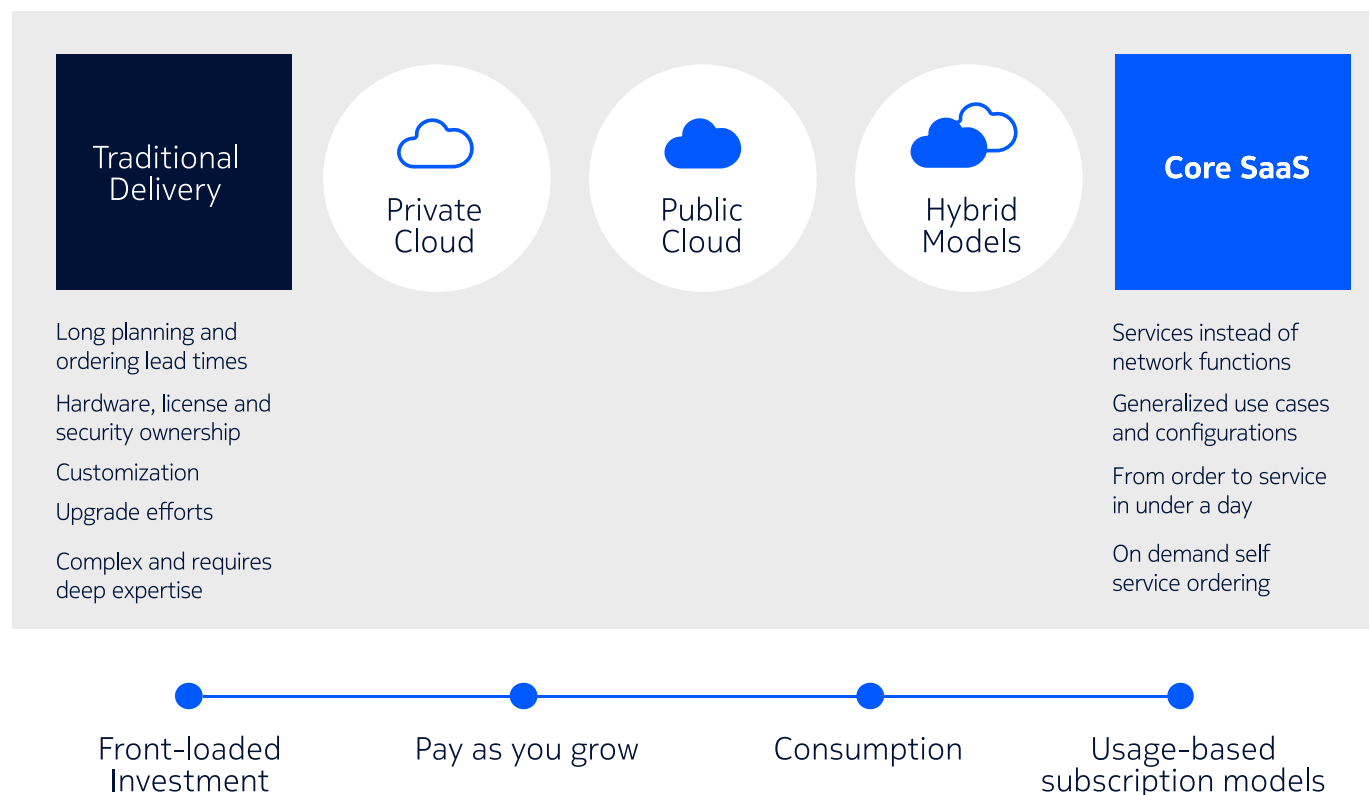 Traditional
Delivery
Private
Cloud
Public
Cloud
Hybrid
Models
Core SaaS
Long planning and
ordering lead times
Hardware, license and
security ownership
Customization
Upgrade efforts
Complex and requires
deep expertise
Services instead of
network functions
Generalized use cases
and configurations
From order to service
in under a day
On demand self
service ordering
Front-loaded
Investment
Pay as you grow
Consumption
Usage-based
subscription models